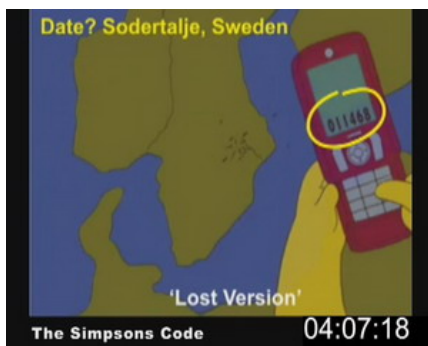 Date? Sodertalje, Sweden
011468
'Lost Version'
The Simpsons Code
04:07:18